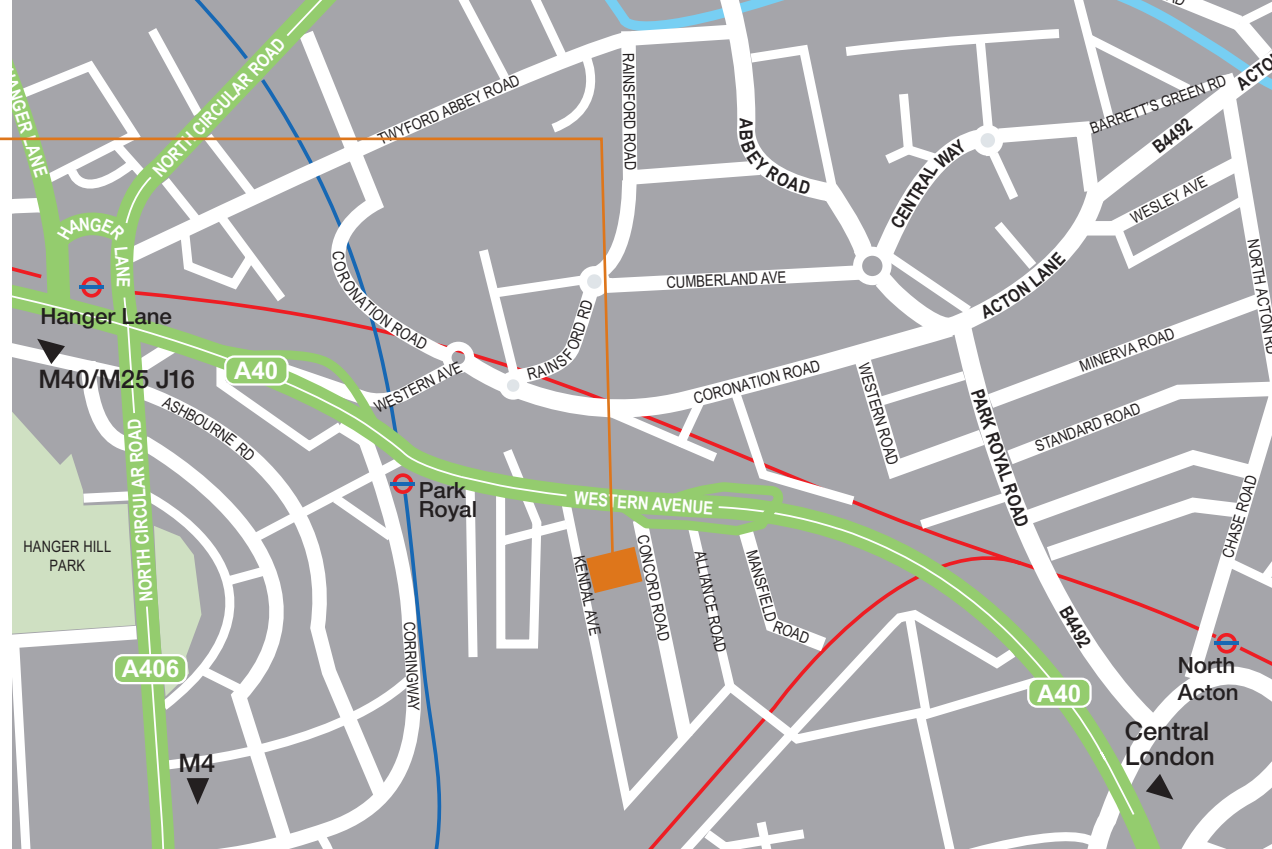 HANGER LANE
NORTH CIRCULAR ROAD
TWYFORD ABBEY ROAD
RAINSFORD ROAD
ABBEY ROAD
CENTRAL WAY
BARRETT'S GREEN RD
B4492
WESLEY AVE
HANGER LANE
CORONATION ROAD
CUMBERLAND AVE
ACTON LANE
NORTH ACTON RD
Hanger Lane
M40/M25 J16
A40
WESTERN AVE
RAINSFORD RD
CORONATION ROAD
WESTERN ROAD
MINERVA ROAD
STANDARD ROAD
PARK ROYAL ROAD
ASHBOURNE RD
NORTH CIRCULAR ROAD
Park
Royal
WESTERN AVENUE
CHASE ROAD
HANGER HILL
PARK
KENDAL AVE
CONCORD ROAD
ALLIANCE ROAD
MANSFIELD ROAD
B4492
CORRINGWAY
A406
North
Acton
A40
Central
London
M4